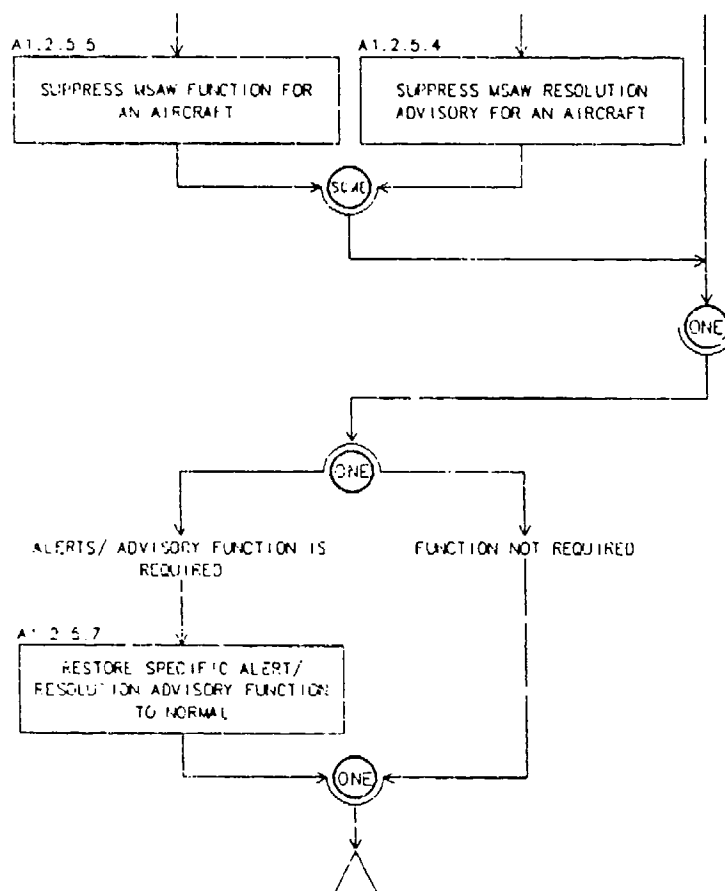 A1.2.5.5
SUPPRESS MSAW FUNCTION FOR
AN AIRCRAFT
A1.2.5.4
SUPPRESS MSAW RESOLUTION
ADVISORY FOR AN AIRCRAFT
SOME
ONE
ONE
ALERTS/ ADVISORY FUNCTION IS
REQUIRED
FUNCTION NOT REQUIRED
A1.2.5.7
RESTORE SPECIFIC ALERT/
RESOLUTION ADVISORY FUNCTION
TO NORMAL
ONE